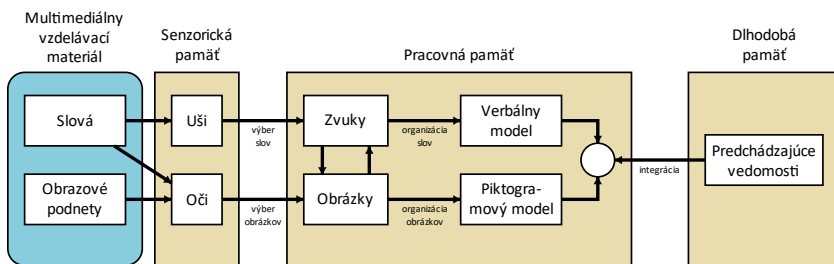 Multimediálny
vzdelávací
materiál
Senzorická
pamäť
Pracovná pamäť
Dlhodobá
pamäť
Slová
Uši
výber
slov
Zvuky
organizácia
slov
Verbálny
model
Obrazové
podnety
Oči
výber
obrázkov
Obrázky
organizácia
obrázkov
Piktogra-
mový model
integrácia
Predchádzajúce
vedomosti